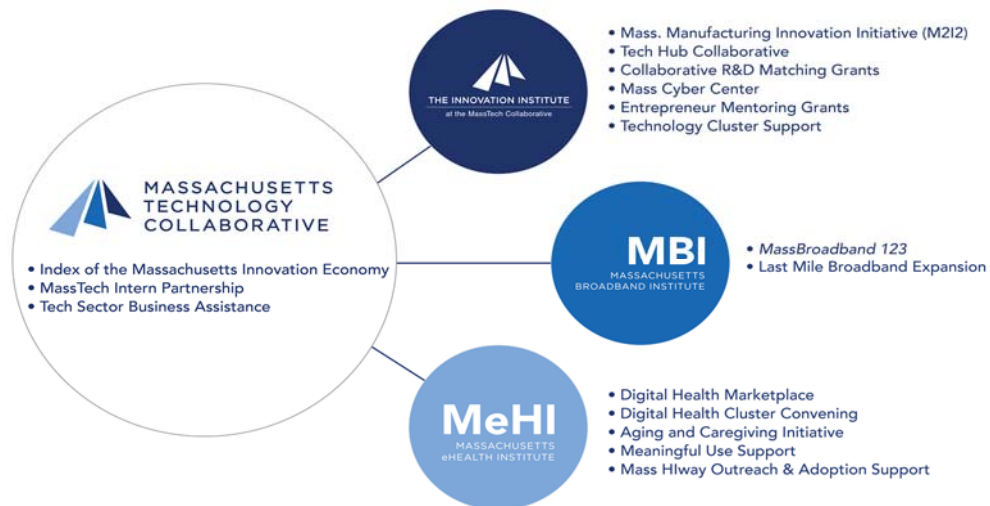 MASSACHUSETTS
TECHNOLOGY
COLLABORATIVE
• Index of the Massachusetts Innovation Economy
• MassTech Intern Partnership
• Tech Sector Business Assistance
THE INNOVATION INSTITUTE
at the MassTech Collaborative
• Mass. Manufacturing Innovation Initiative (M2I2)
• Tech Hub Collaborative
• Collaborative R&D Matching Grants
• Mass Cyber Center
• Entrepreneur Mentoring Grants
• Technology Cluster Support
MBI
MASSACHUSETTS
BROADBAND INSTITUTE
• MassBroadband 123
• Last Mile Broadband Expansion
MeHI
MASSACHUSETTS
eHEALTH INSTITUTE
• Digital Health Marketplace
• Digital Health Cluster Convening
• Aging and Caregiving Initiative
• Meaningful Use Support
• Mass HIway Outreach & Adoption Support